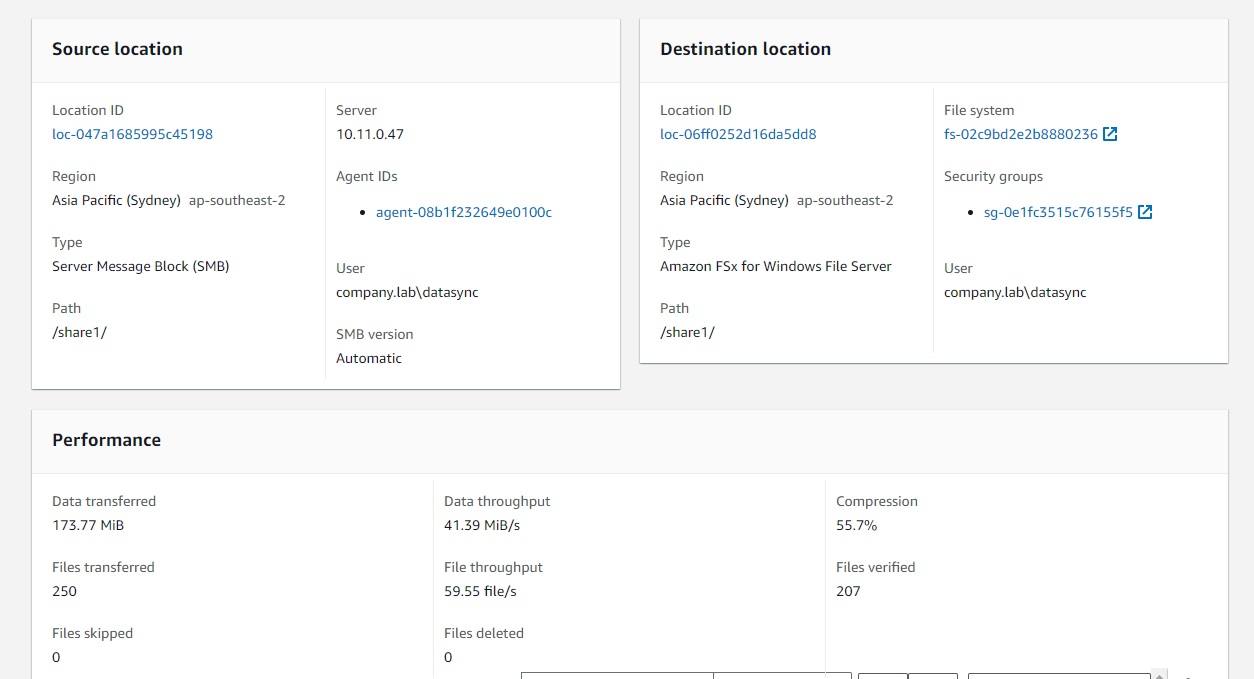 Source location
Location ID
loc-047a1685995c45198
Region
Asia Pacific (Sydney) ap-southeast-2
Type
Server Message Block (SMB)
Path
/share1/
Server
10.11.0.47
Agent IDs
• agent-08b1f232649e0100c
User
company.lab\datasync
SMB version
Automatic
Destination location
Location ID
loc-06ff0252d16da5dd8
Region
Asia Pacific (Sydney) ap-southeast-2
Type
Amazon FSx for Windows File Server
Path
/share1/
File system
fs-02c9bd2e2b8880236
Security groups
• sg-0e1fc3515c76155f5
User
company.lab\datasync
Performance
Data transferred
173.77 MiB
Files transferred
250
Files skipped
0
Data throughput
41.39 MiB/s
File throughput
59.55 file/s
Files deleted
0
Compression
55.7%
Files verified
207